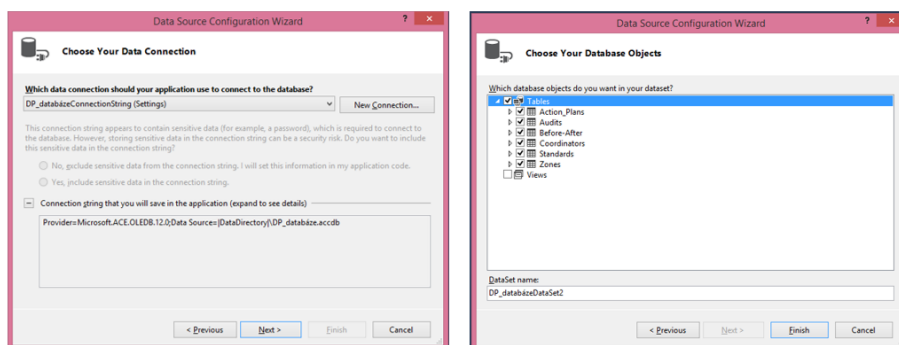 Data Source Configuration Wizard
?
Choose Your Data Connection
Which data connection should your application use to connect to the database?
DP_databázeConnectionString (Settings)
New Connection...
This connection string appears to contain sensitive data (for example, a password), which is required to connect to
the database. However, storing sensitive data in the connection string can be a security risk. Do you want to include
this sensitive data in the connection string?
No, exclude sensitive data from the connection string. I will set this information in my application code.
Yes, include sensitive data in the connection string.
Connection string that you will save in the application (expand to see details)
Provider=Microsoft.ACE.OLEDB.12.0;Data Source=|DataDirectory|\DP_databáze.accdb
< Previous
Next >
Finish
Cancel
Data Source Configuration Wizard
?
Choose Your Database Objects
Which database objects do you want in your dataset?
Tables
Action_Plans
Audits
Before-After
Coordinators
Standards
Zones
Views
DataSet name:
DP_databázeDataSet2
< Previous
Next >
Finish
Cancel